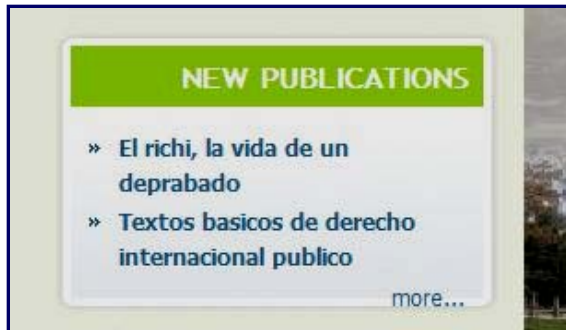 NEW PUBLICATIONS
» El richi, la vida de un
deprabado
» Textos basicos de derecho
internacional publico
more...